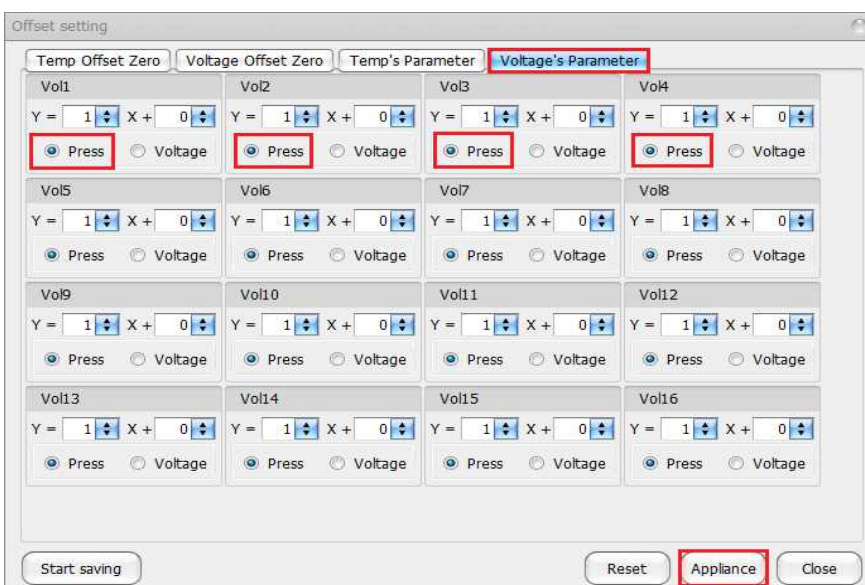 Offset setting
Temp Offset Zero Voltage Offset Zero Temp's Parameter Voltage's Parameter
Vol1 Vol2 Vol3 Vol4
Y = 1 X + 0 Y = 1 X + 0 Y = 1 X + 0 Y = 1 X + 0
Press Voltage Press Voltage Press Voltage Press Voltage
Vol5 Vol6 Vol7 Vol8
Y = 1 X + 0 Y = 1 X + 0 Y = 1 X + 0 Y = 1 X + 0
Press Voltage Press Voltage Press Voltage Press Voltage
Vol9 Vol10 Vol11 Vol12
Y = 1 X + 0 Y = 1 X + 0 Y = 1 X + 0 Y = 1 X + 0
Press Voltage Press Voltage Press Voltage Press Voltage
Vol13 Vol14 Vol15 Vol16
Y = 1 X + 0 Y = 1 X + 0 Y = 1 X + 0 Y = 1 X + 0
Press Voltage Press Voltage Press Voltage Press Voltage
Start saving Reset Appliance Close